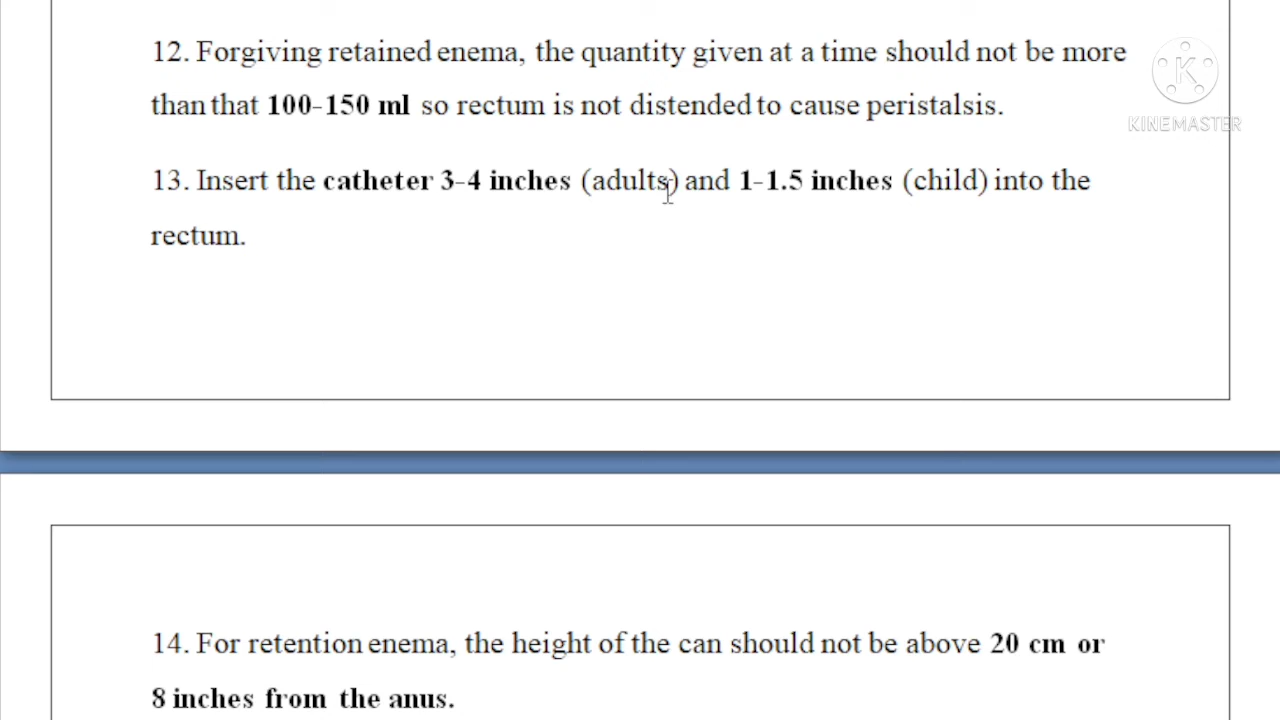 12. Forgiving retained enema, the quantity given at a time should not be more
than that 100-150 ml so rectum is not distended to cause peristalsis.
K
KINEMASTER
13. Insert the catheter 3-4 inches (adults) and 1-1.5 inches (child) into the
rectum.
14. For retention enema, the height of the can should not be above 20 cm or
8 inches from the anus.